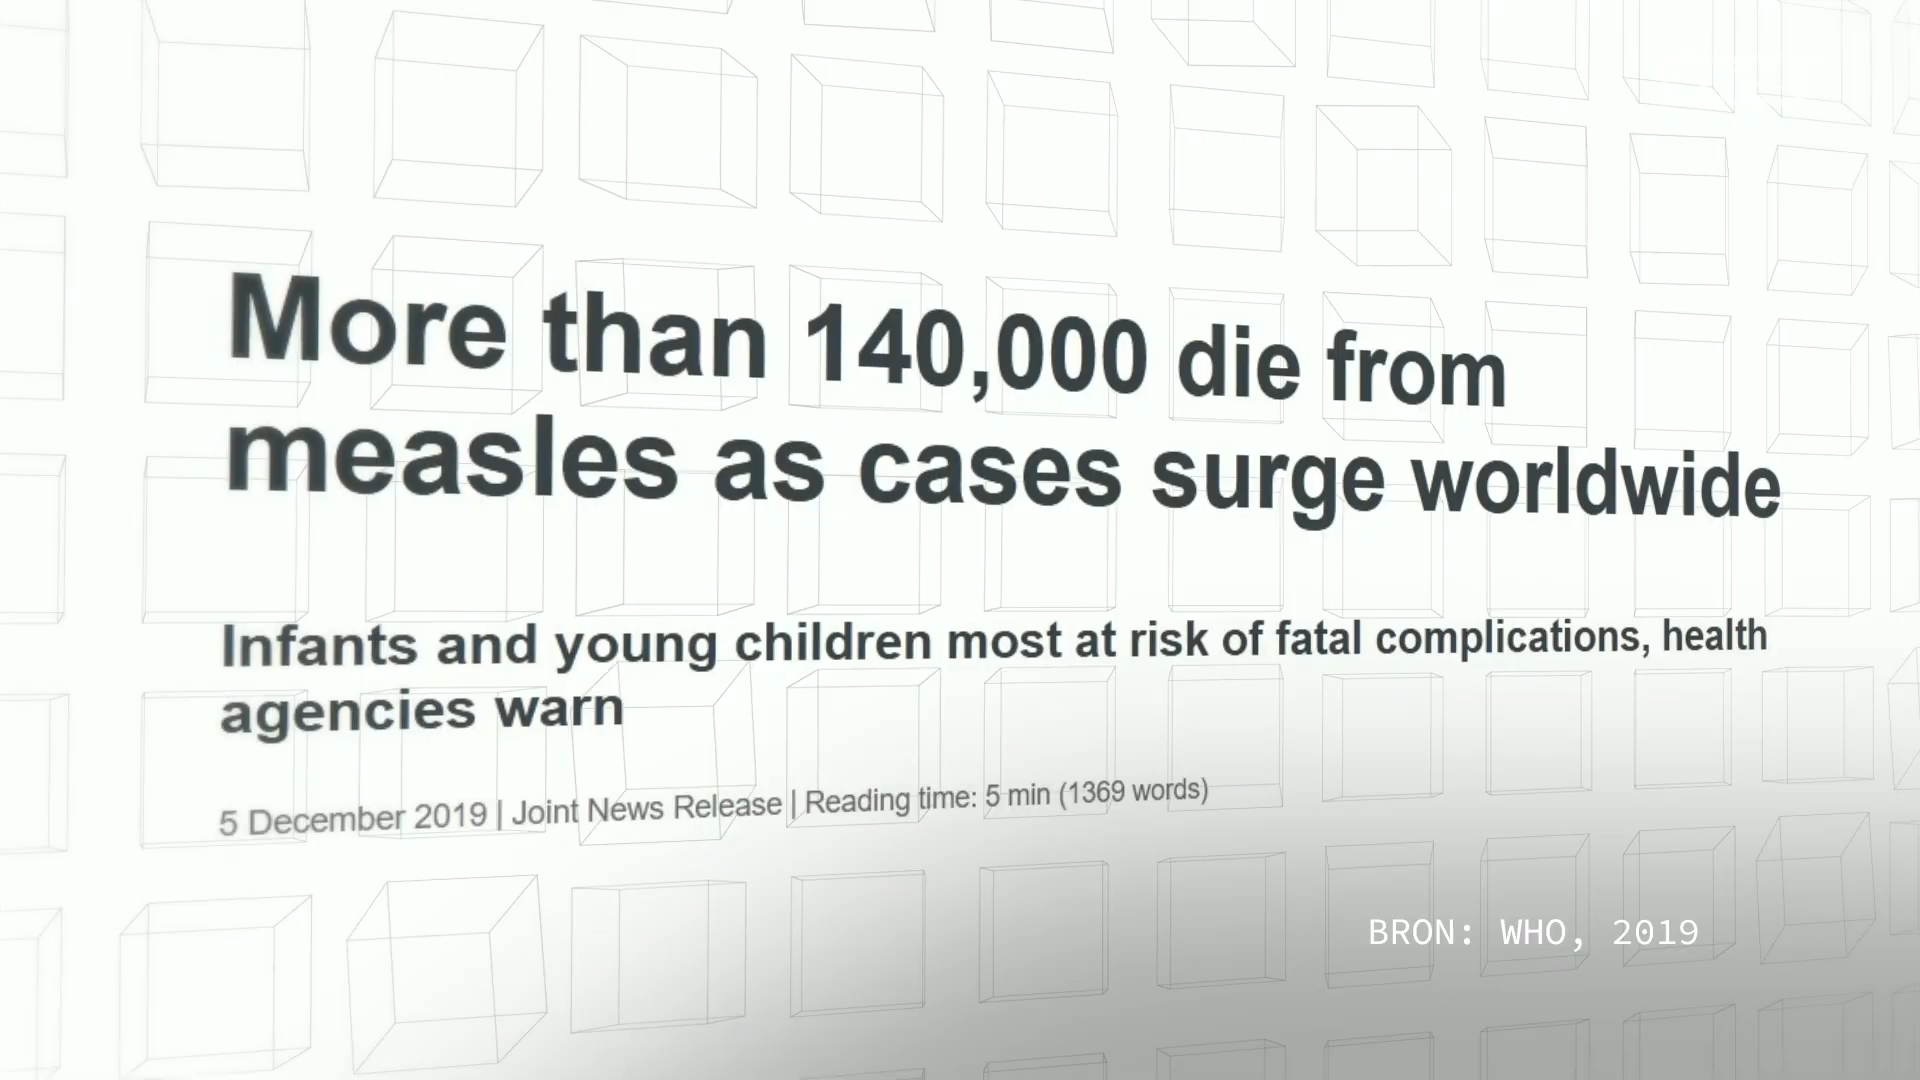 More than 140,000 die from
measles as cases surge worldwide
Infants and young children most at risk of fatal complications, health
agencies warn
5 December 2019 | Joint News Release | Reading time: 5 min (1369 words)
BRON: WHO, 2019